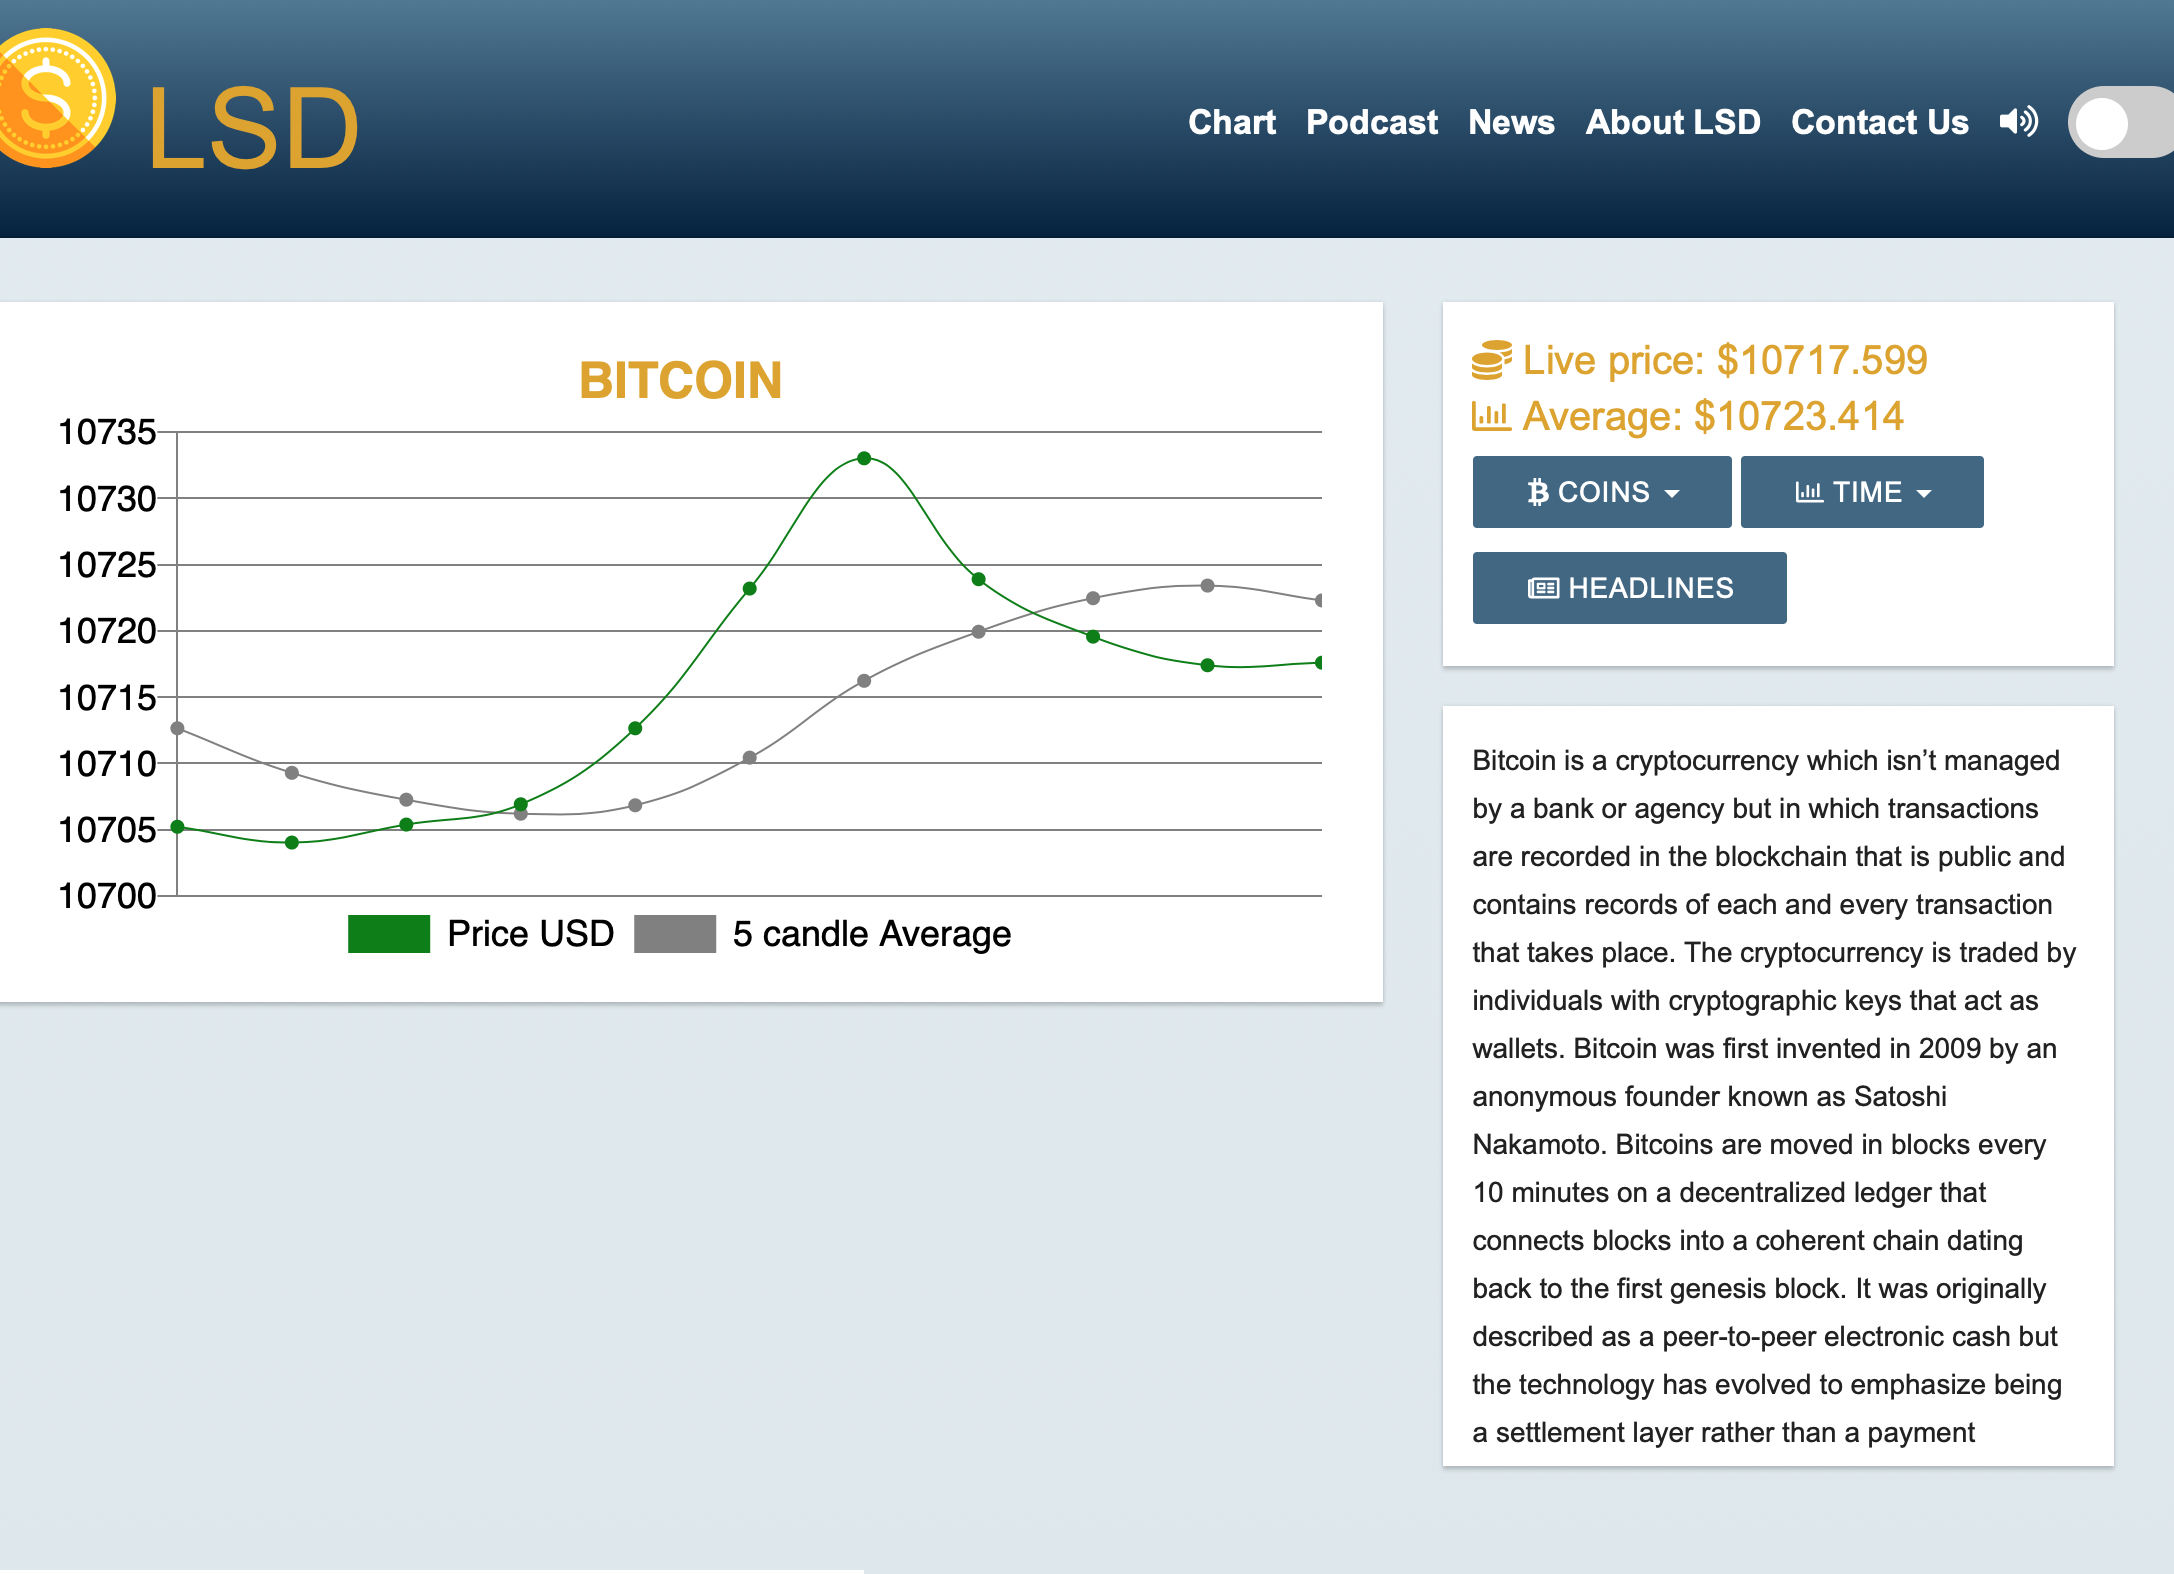 LSD
Chart Podcast News About LSD Contact Us
BITCOIN
10735
10730
10725
10720
10715
10710
10705
10700
Price USD 5 candle Average
Live price: $10717.599
Average: $10723.414
COINS TIME
HEADLINES
Bitcoin is a cryptocurrency which isn’t managed
by a bank or agency but in which transactions
are recorded in the blockchain that is public and
contains records of each and every transaction
that takes place. The cryptocurrency is traded by
individuals with cryptographic keys that act as
wallets. Bitcoin was first invented in 2009 by an
anonymous founder known as Satoshi
Nakamoto. Bitcoins are moved in blocks every
10 minutes on a decentralized ledger that
connects blocks into a coherent chain dating
back to the first genesis block. It was originally
described as a peer-to-peer electronic cash but
the technology has evolved to emphasize being
a settlement layer rather than a payment